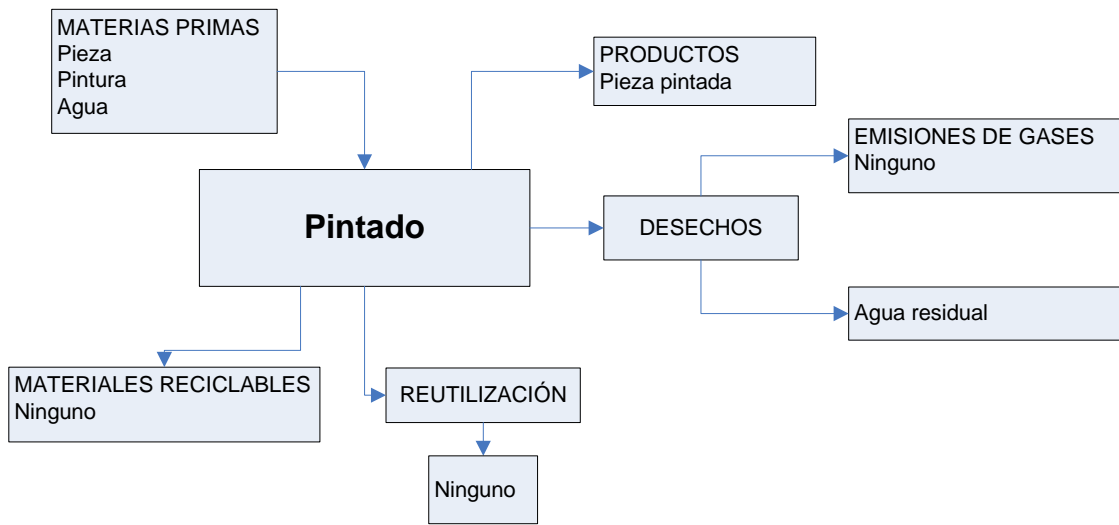 MATERIAS PRIMAS
Pieza
Pintura
Agua
PRODUCTOS
Pieza pintada
EMISIONES DE GASES
Ninguno
Pintado
DESECHOS
Agua residual
MATERIALES RECICLABLES
Ninguno
REUTILIZACIÓN
Ninguno